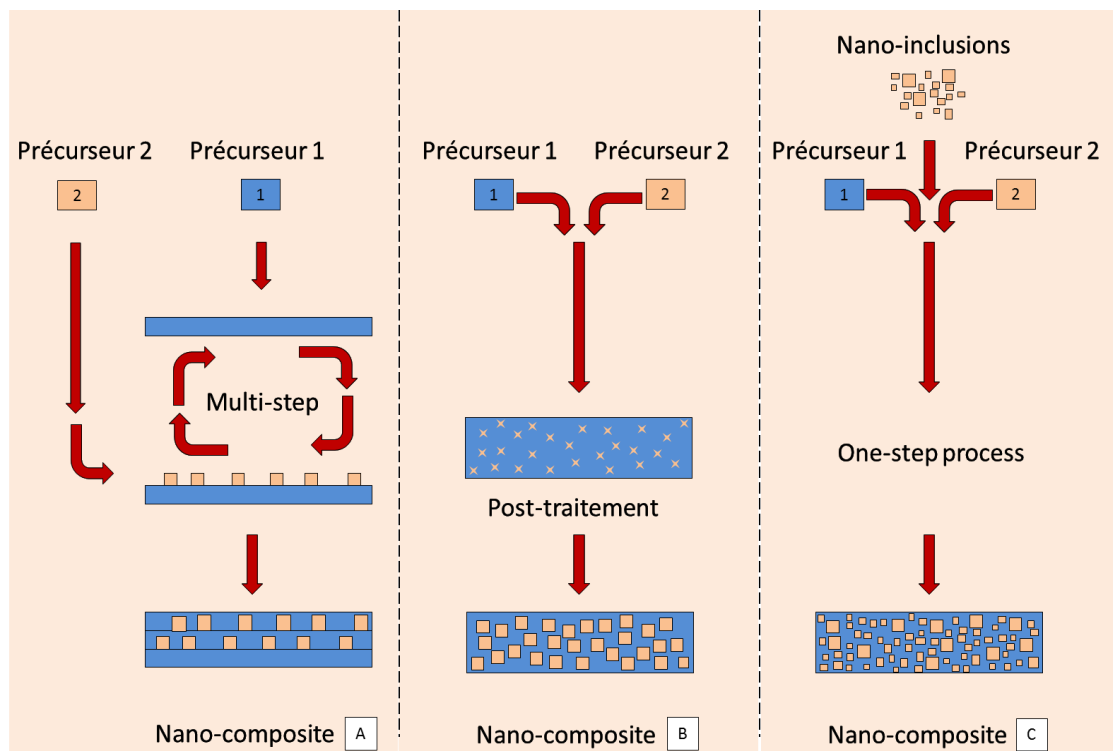 Précurseur 2
Précurseur 1
2
1
Multi-step
Nano-composite A
Précurseur 1
Précurseur 2
1
2
Post-traitement
Nano-composite B
Nano-inclusions
Précurseur 1
Précurseur 2
1
2
One-step process
Nano-composite C